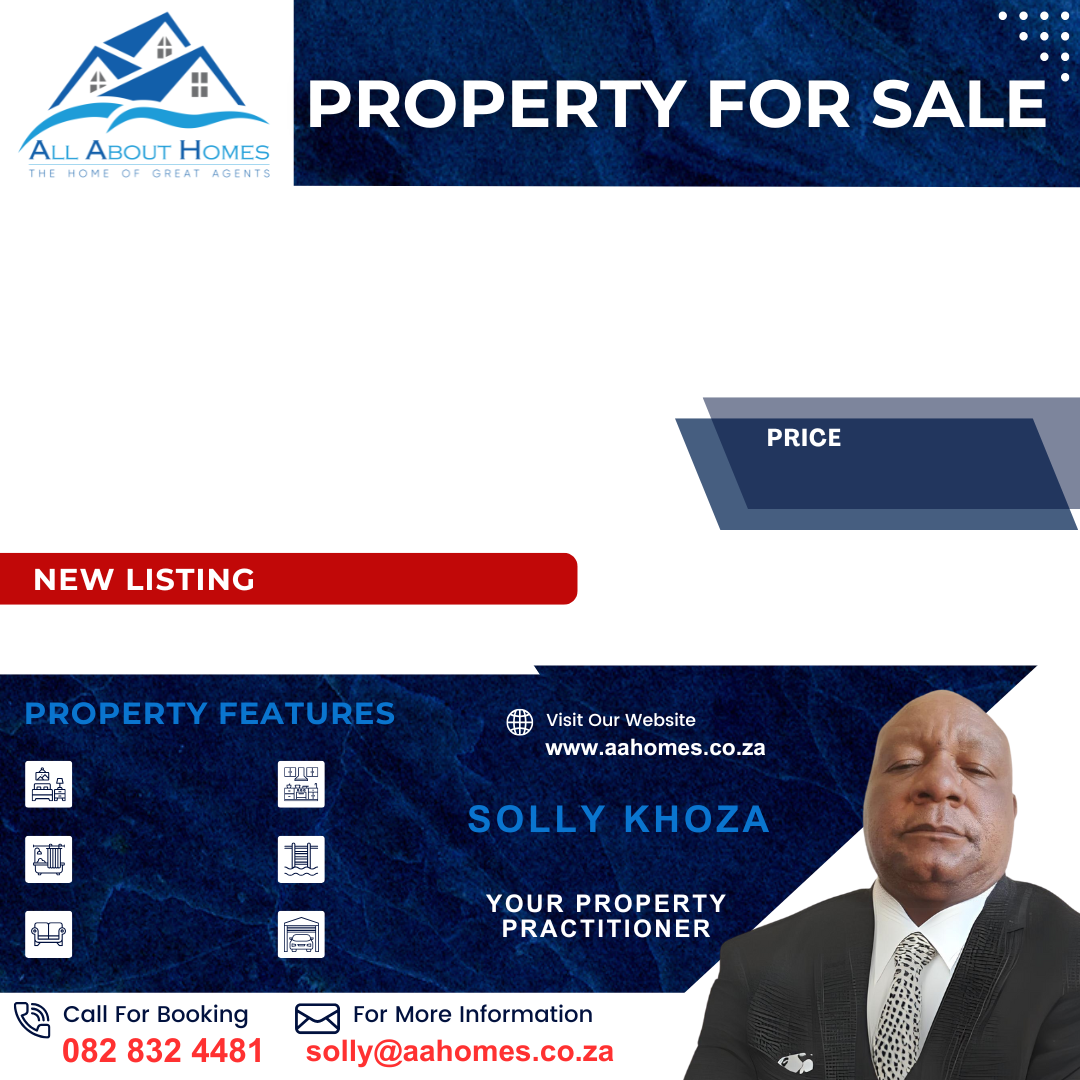 ALL ABOUT HOMES
THE HOME OF GREAT AGENTS
PROPERTY FOR SALE
PRICE
NEW LISTING
PROPERTY FEATURES
Visit Our Website
www.aahomes.co.za
SOLLY KHOZA
YOUR PROPERTY
PRACTITIONER
Call For Booking
082 832 4481
For More Information
solly@aahomes.co.za